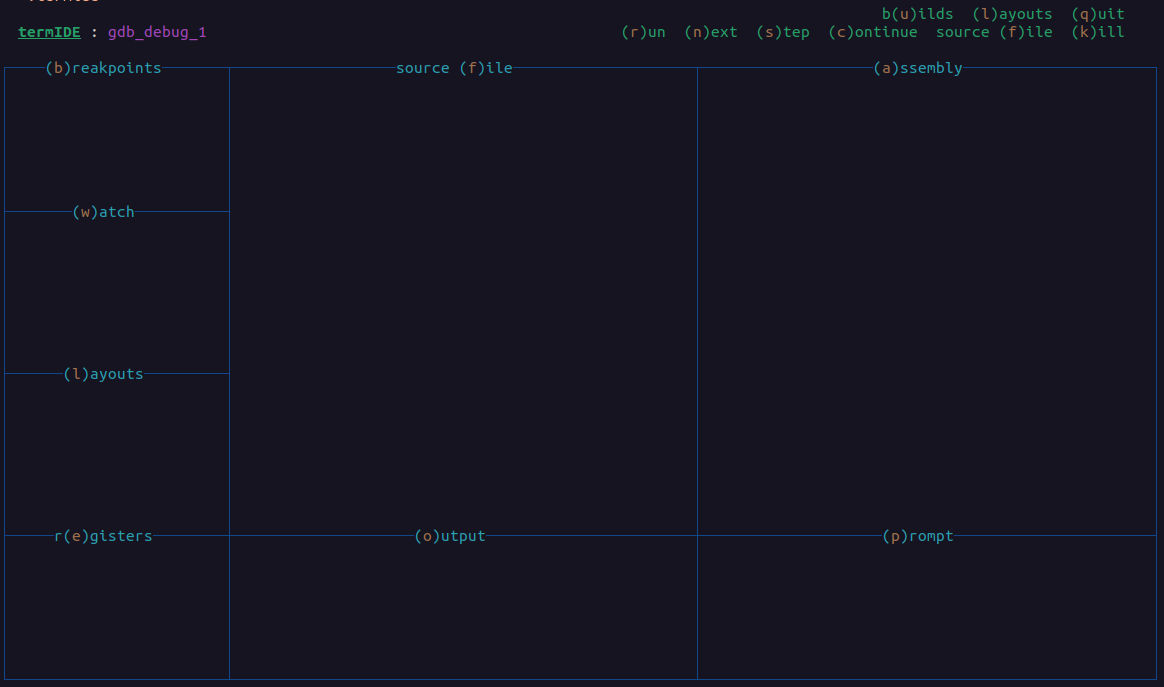 b(u)ilds (l)ayouts (q)uit
termIDE : gdb_debug_1 (r)un (n)ext (s)tep (c)ontinue source (f)ile (k)ill
(b)reakpoints source (f)ile (a)ssembly
(w)atch
(l)ayouts
r(e)gisters (o)utput (p)rompt